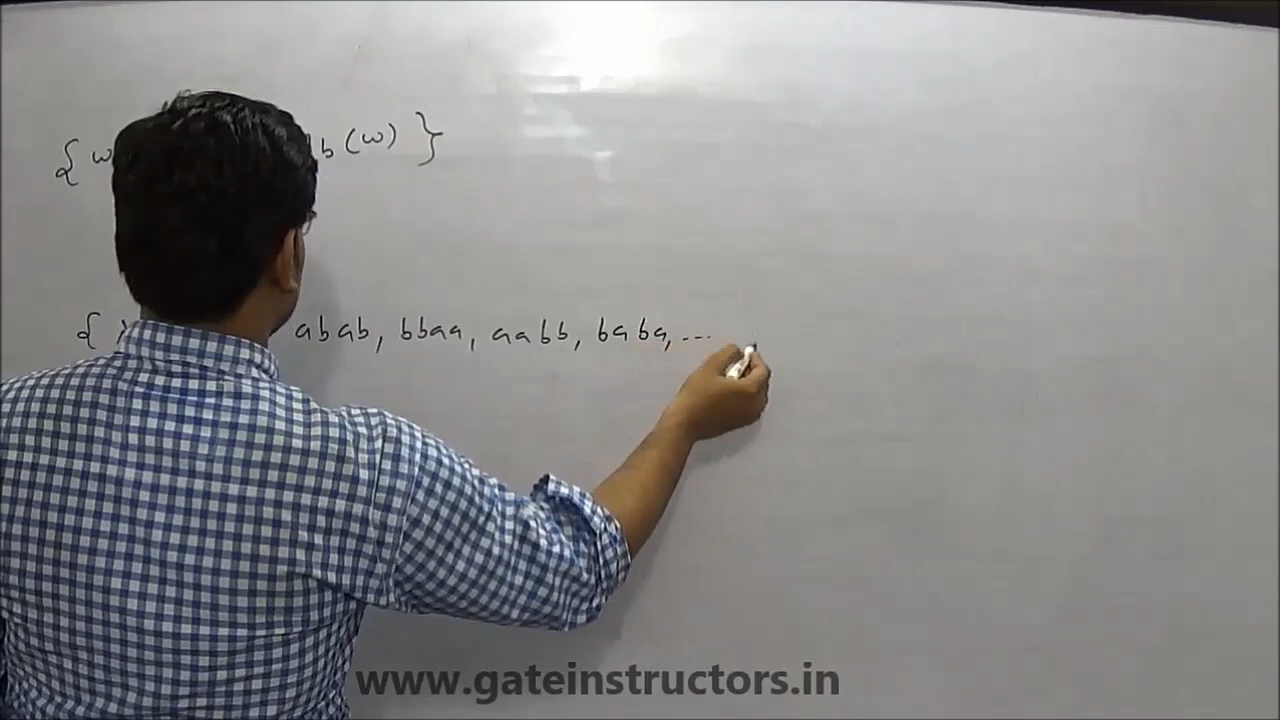 { w b(w) }
{ abab, bbaa, aabb, baba, ...
www.gateinstructors.in